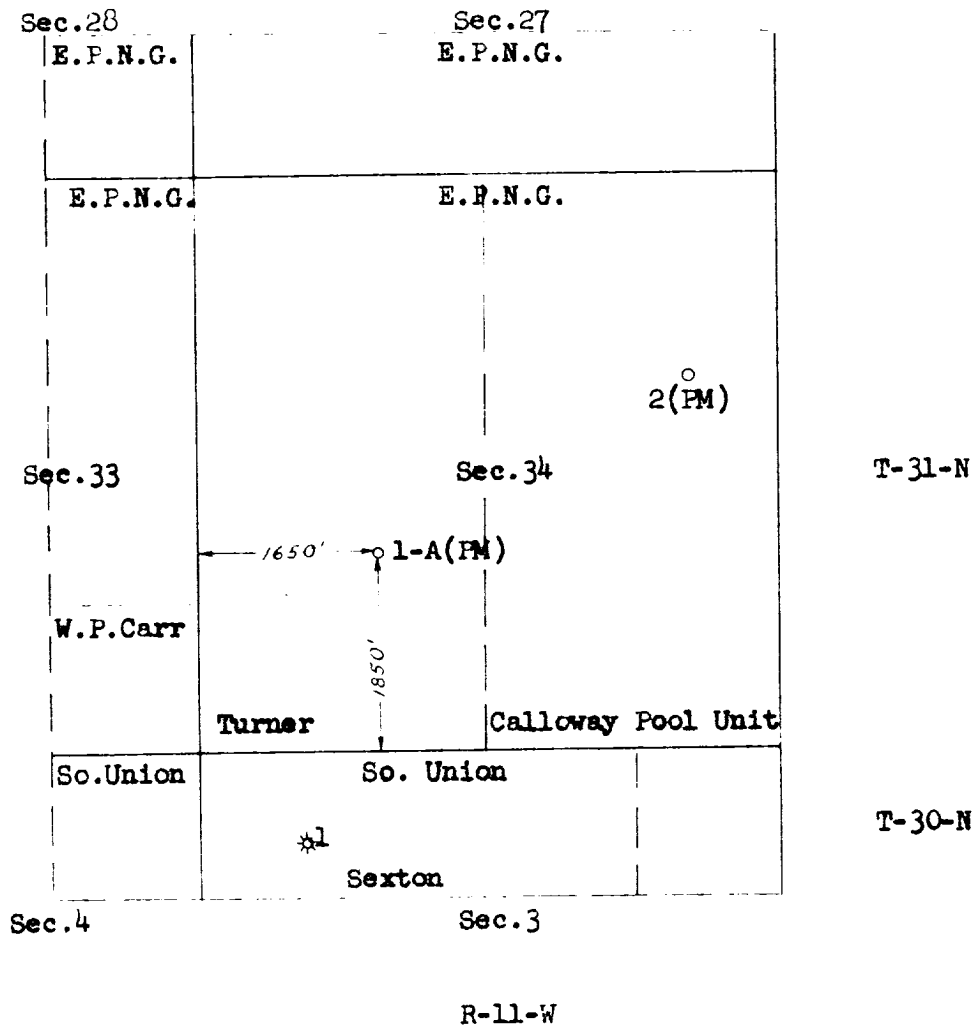 Sec.28
Sec.27
E.P.N.G.
E.P.N.G.
E.P.N.G.
E.P.N.G.
2(PM)
Sec.33
Sec.34
T-31-N
1650'
1-A(PM)
W.P.Carr
1850'
Turner
Calloway Pool Unit
So.Union
So. Union
T-30-N
1
Sexton
Sec.4
Sec.3
R-11-W